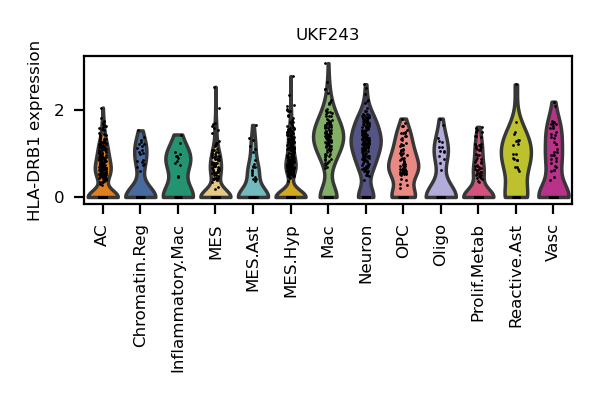 UKF243
HLA-DRB1 expression
2
0
AC
Chromatin.Reg
Inflammatory.Mac
MES
MES.Ast
MES.Hyp
Mac
Neuron
OPC
Oligo
Prolif.Metab
Reactive.Ast
Vasc